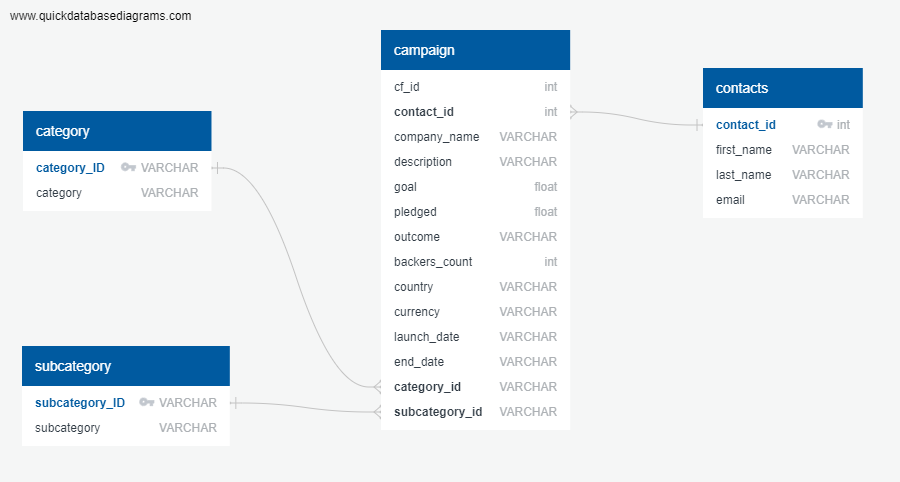 www.quickdatabasediagrams.com
campaign
cf_id int
contact_id int
company_name VARCHAR
description VARCHAR
goal float
pledged float
outcome VARCHAR
backers_count int
country VARCHAR
currency VARCHAR
launch_date VARCHAR
end_date VARCHAR
category_id VARCHAR
subcategory_id VARCHAR
contacts
contact_id int
first_name VARCHAR
last_name VARCHAR
email VARCHAR
category
category_ID VARCHAR
category VARCHAR
subcategory
subcategory_ID VARCHAR
subcategory VARCHAR